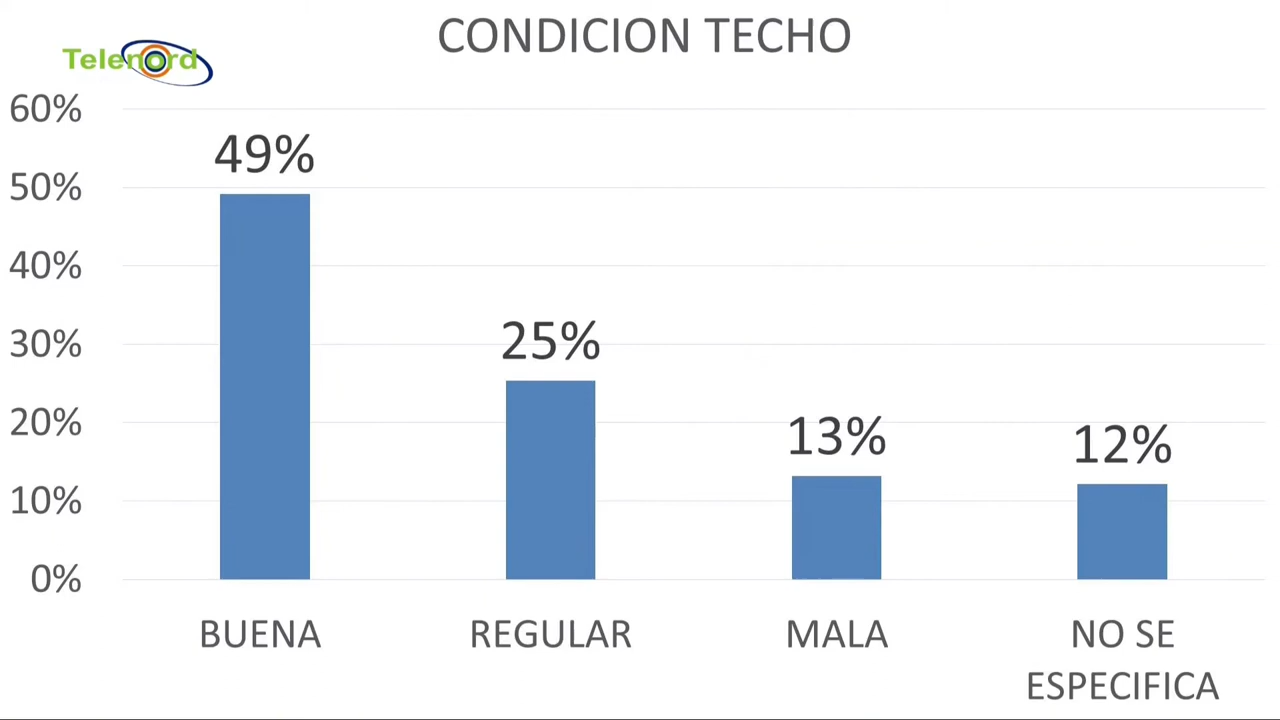 CONDICION TECHO
Telenord
60%
50%
40%
30%
20%
10%
0%
49%
25%
13%
12%
BUENA
REGULAR
MALA
NO SE
ESPECIFICA